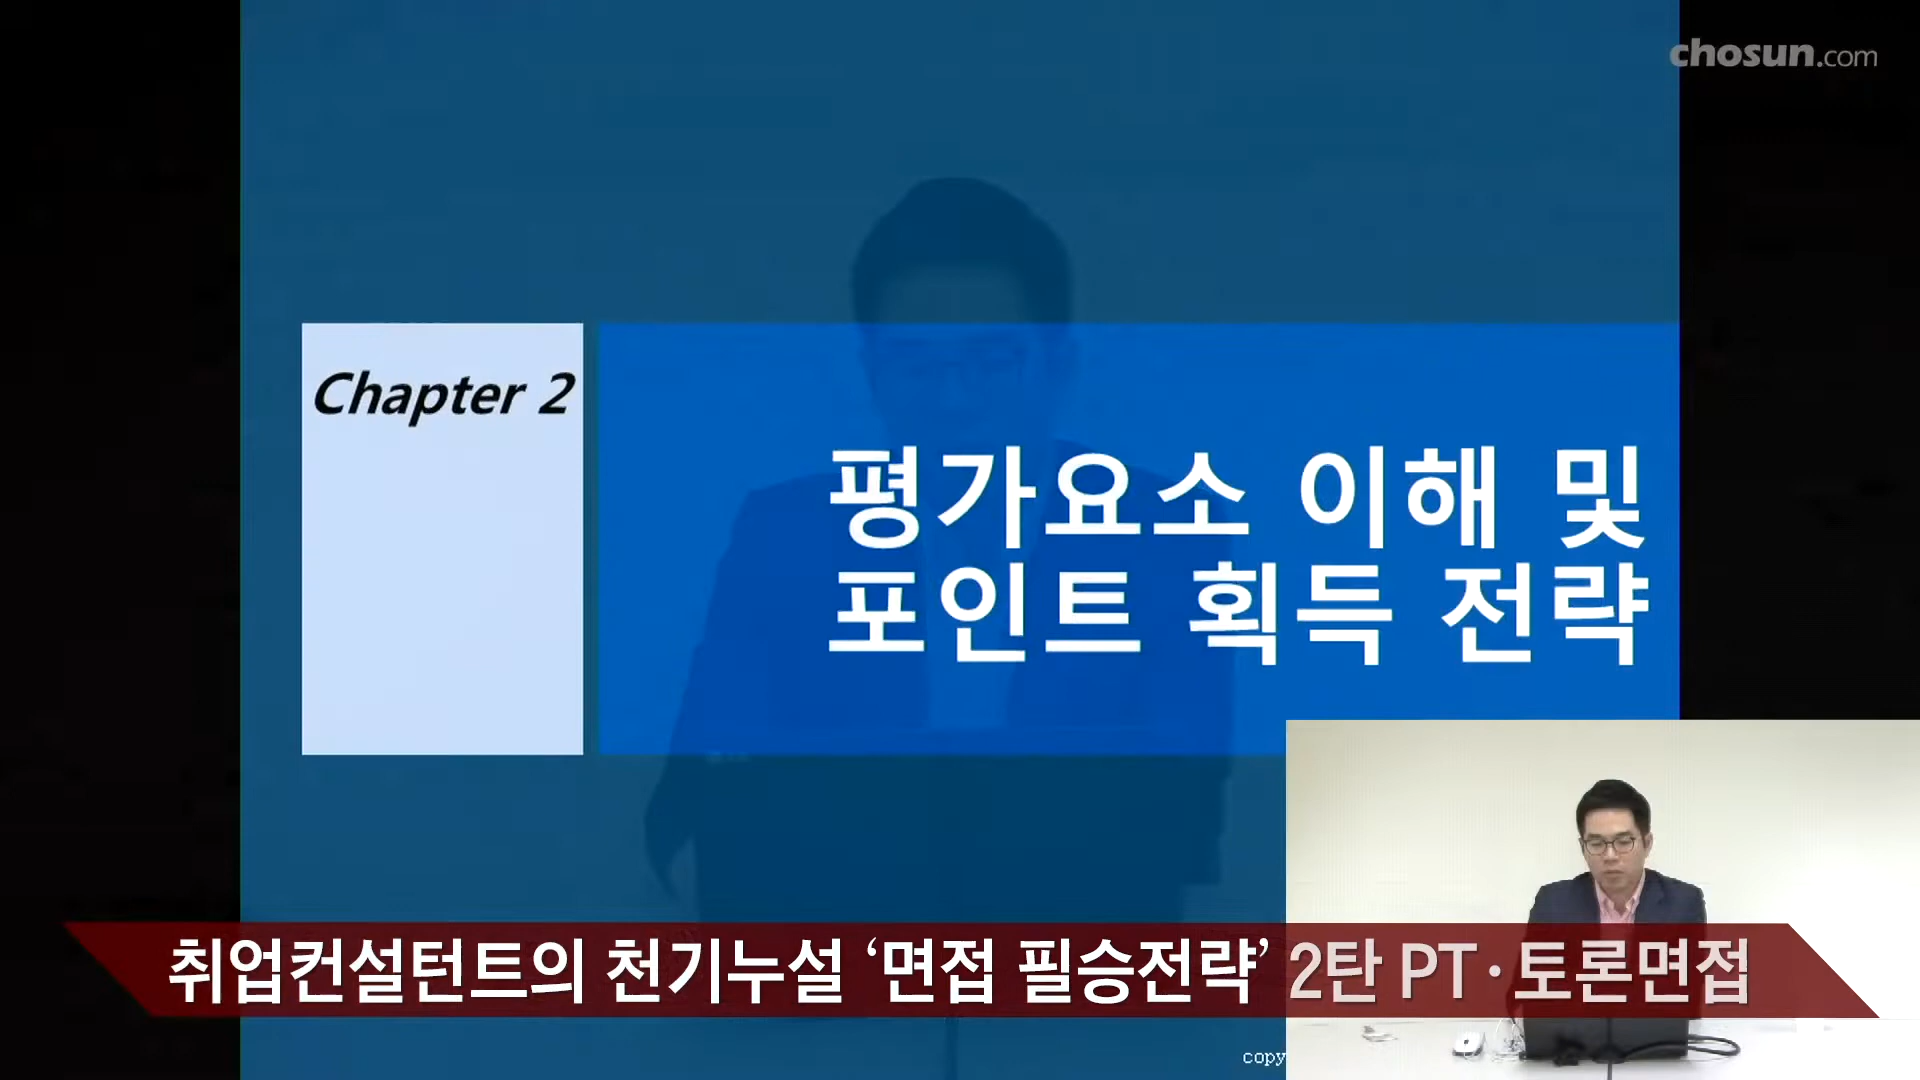 chosun.com
Chapter 2
평가요소 이해 및
포인트 획득 전략
취업컨설턴트의 천기누설 ‘면접 필승전략’ 2탄 PT·토론면접
copy